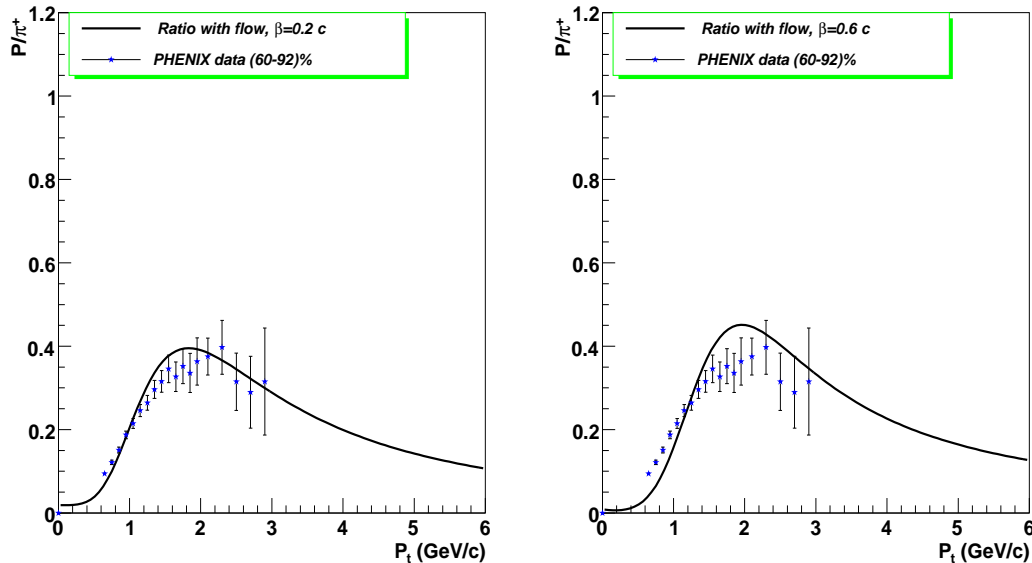 P/π⁺
1.2
1
0.8
0.6
0.4
0.2
0
Ratio with flow, β=0.2 c
PHENIX data (60-92)%
0 1 2 3 4 5 6
P_t (GeV/c)
P/π⁺
1.2
1
0.8
0.6
0.4
0.2
0
Ratio with flow, β=0.6 c
PHENIX data (60-92)%
0 1 2 3 4 5 6
P_t (GeV/c)